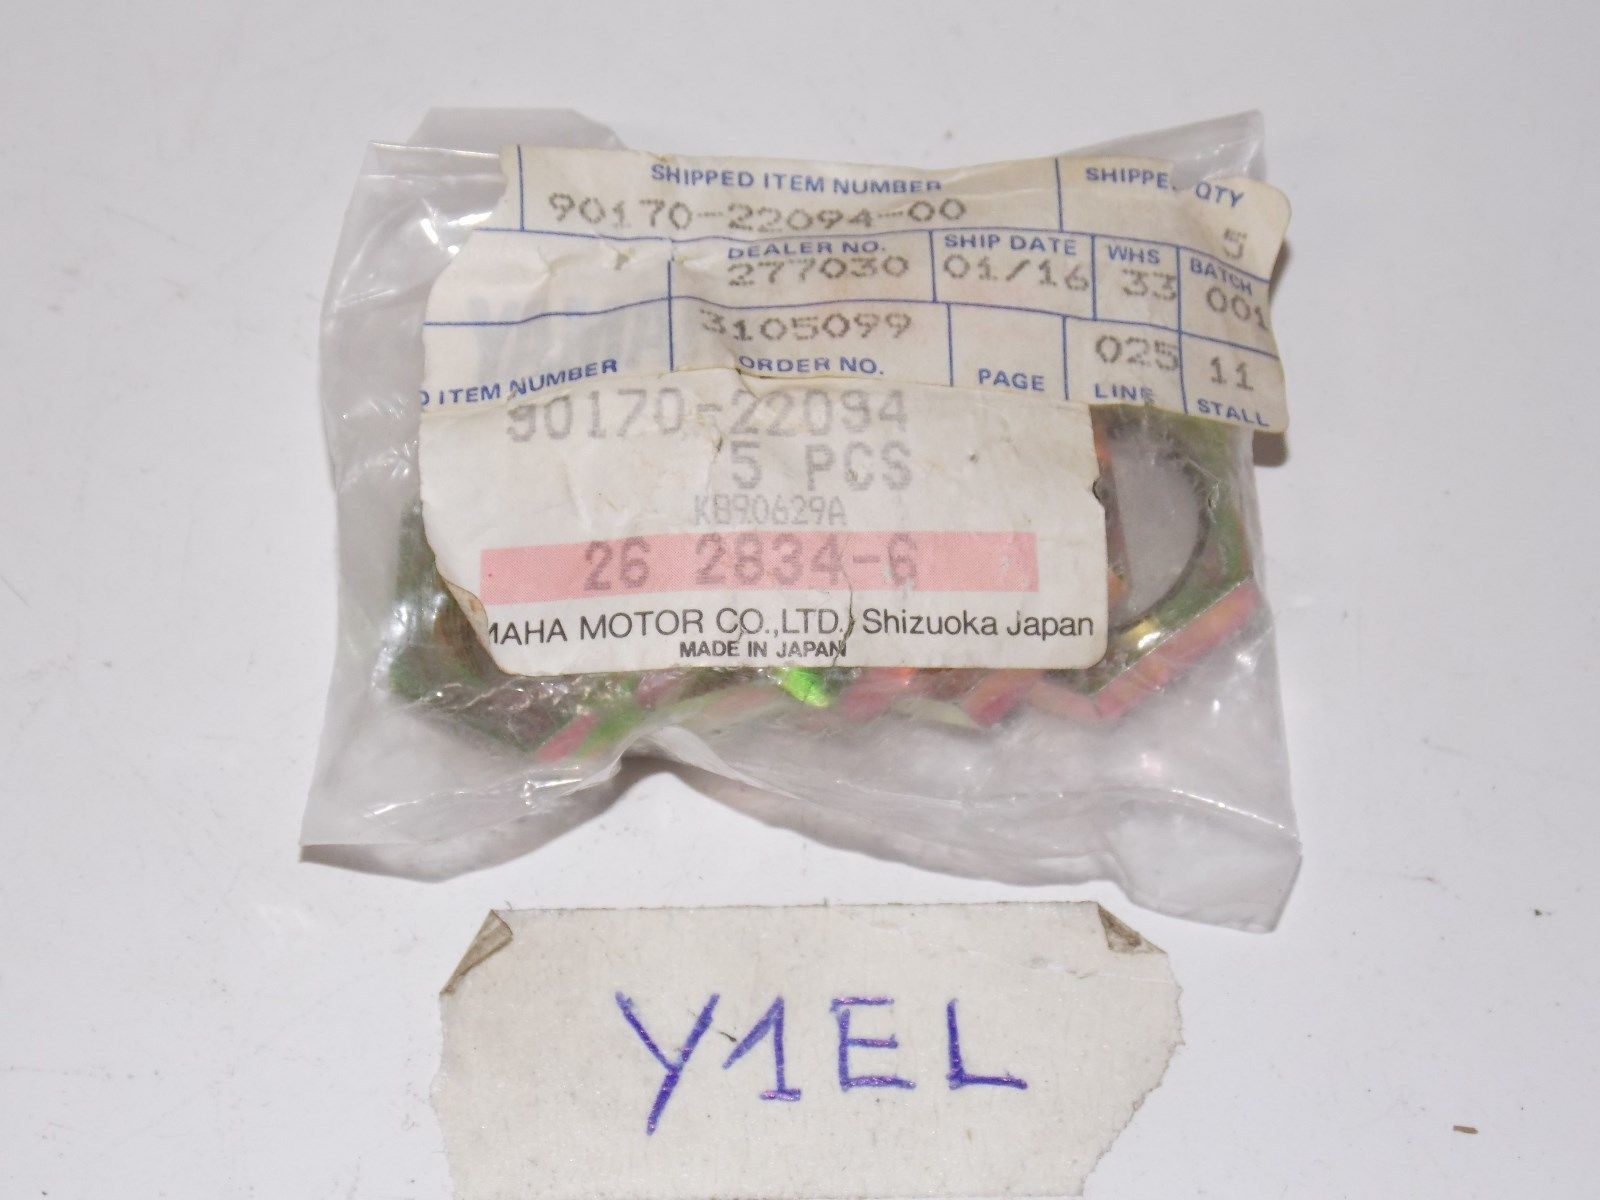 SHIPPED ITEM NUMBER SHIPPE. QTY
90170-22094-00 5
DEALER NO. SHIP DATE WHS BATCH
277030 01/16 33 001
3105099 025 11
D ITEM NUMBER ORDER NO. PAGE LINE STALL
90170-22094
5 PCS
KB90629A
26 2834-6
MAHA MOTOR CO.,LTD. Shizuoka Japan
MADE IN JAPAN
Y1EL